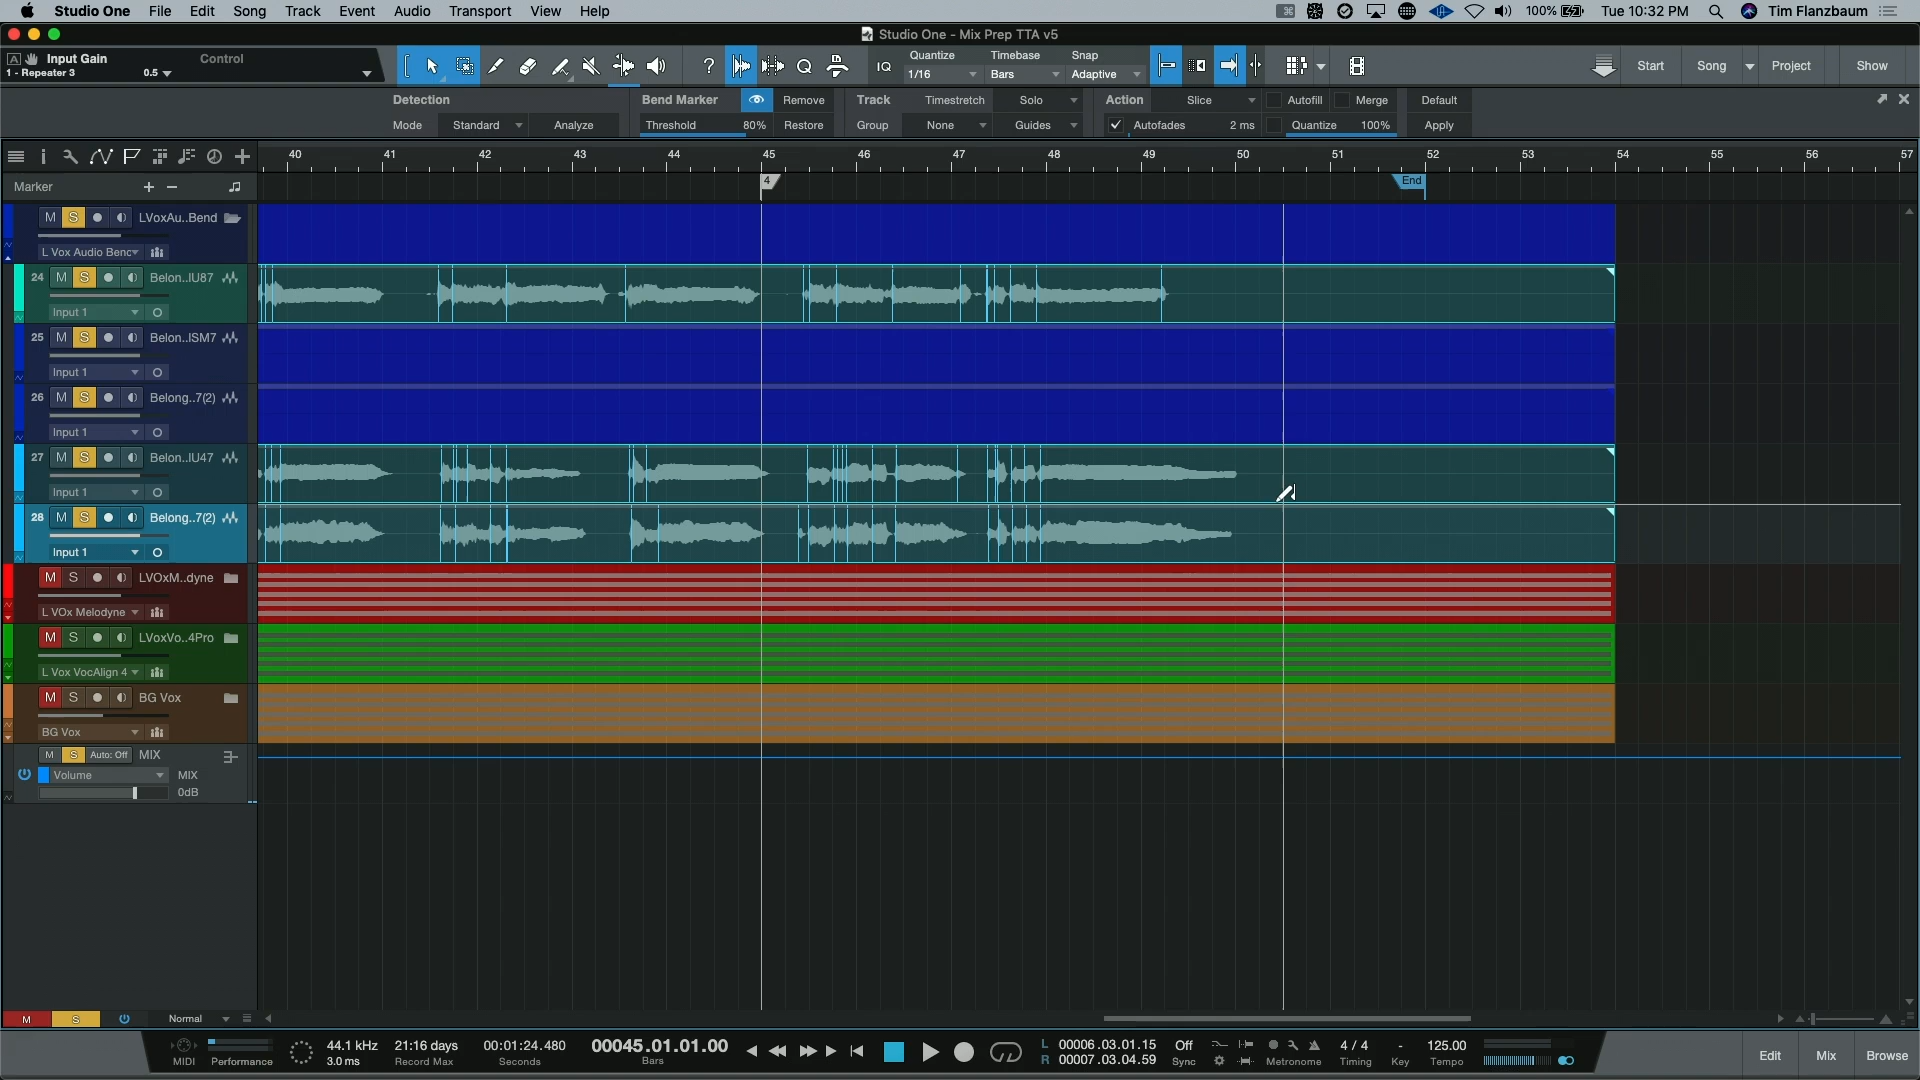 Studio One File Edit Song Track Event Audio Transport View Help 100% Tue 10:32 PM Tim Flanzbaum
Studio One - Mix Prep TTA v5
Input Gain Control
1 - Repeater 3 0.5
IQ Quantize Timebase Snap
1/16 Bars Adaptive
Start Song Project Show
Detection Bend Marker Remove Track Timestretch Solo Action Slice Autofill Merge Default
Mode Standard Analyze Threshold 80% Restore Group None Guides Autofades 2 ms Quantize 100% Apply
40 41 42 43 44 45 46 47 48 49 50 51 52 53 54 55 56 57
Marker + −
4 End
M S LVoxAu..Bend
L Vox Audio Benc
24 M S Belon..IU87
Input 1
25 M S Belon..ISM7
Input 1
26 M S Belong..7(2)
Input 1
27 M S Belon..IU47
Input 1
28 M S Belong..7(2)
Input 1
M S LVOxM..dyne
L VOx Melodyne
M S LVoxVo..4Pro
L Vox VocAlign 4
M S BG Vox
BG Vox
M S Auto: Off MIX
Volume MIX
0dB
M S Normal
44.1 kHz 21:16 days 00:01:24.480 00045.01.01.00 L 00006.03.01.15 Off 4 / 4 - 125.00
MIDI Performance 3.0 ms Record Max Seconds Bars R 00007.03.04.59 Sync Metronome Timing Key Tempo
Edit Mix Browse